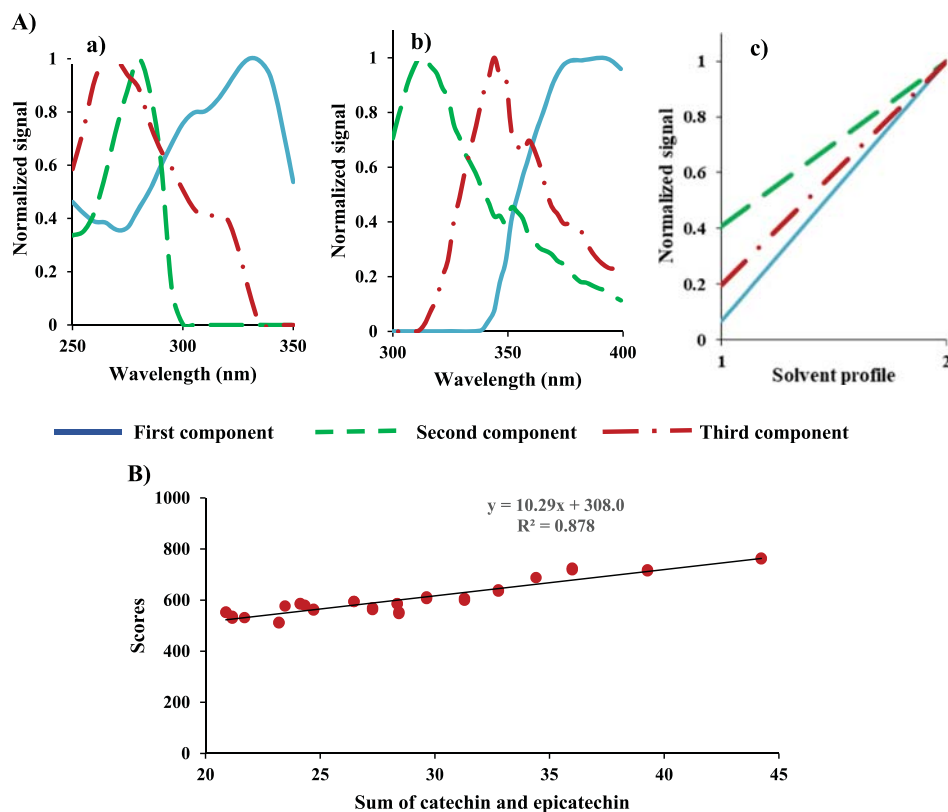 A)
a)
Normalized signal
1
0.8
0.6
0.4
0.2
0
250
300
350
Wavelength (nm)
b)
Normalized signal
1
0.8
0.6
0.4
0.2
0
300
350
400
Wavelength (nm)
c)
Normalized signal
1
0.8
0.6
0.4
0.2
0
1
2
Solvent profile
First component
Second component
Third component
B)
y = 10.29x + 308.0
R² = 0.878
Scores
1000
800
600
400
200
0
20
25
30
35
40
45
Sum of catechin and epicatechin